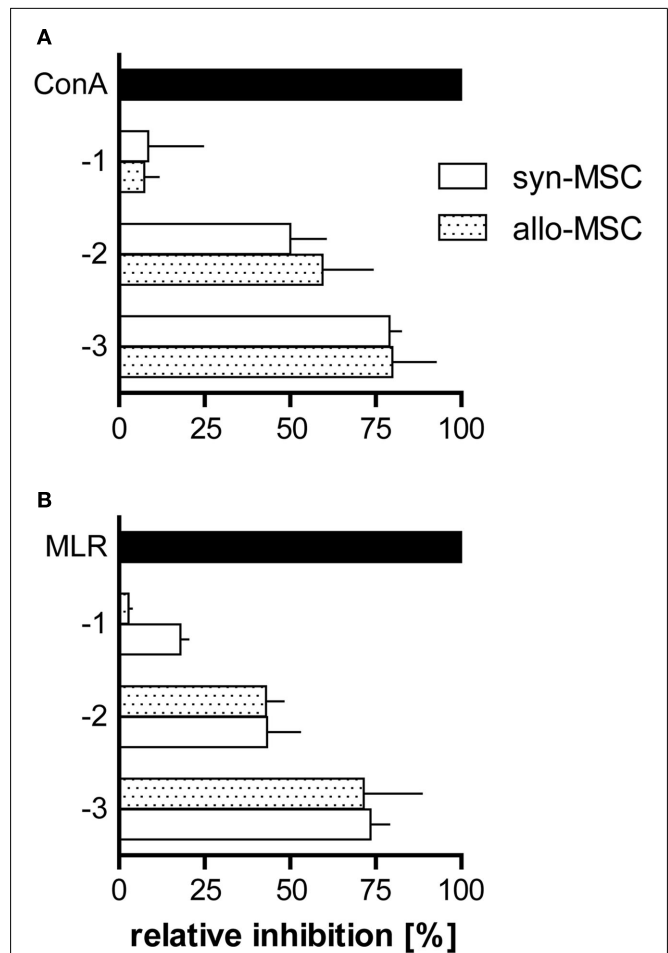 A
ConA
-1
syn-MSC
allo-MSC
-2
-3
0 25 50 75 100
B
MLR
-1
-2
-3
0 25 50 75 100
relative inhibition [%]